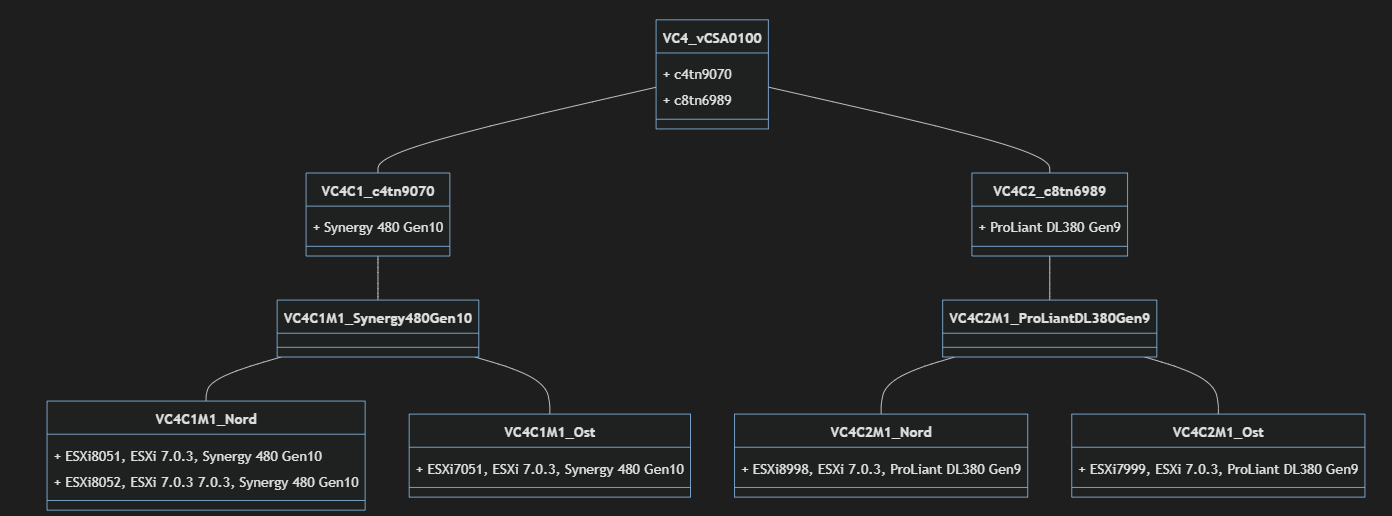 VC4_vCSA0100
+ c4tn9070
+ c8tn6989
VC4C1_c4tn9070
+ Synergy 480 Gen10
VC4C2_c8tn6989
+ ProLiant DL380 Gen9
VC4C1M1_Synergy480Gen10
VC4C2M1_ProLiantDL380Gen9
VC4C1M1_Nord
+ ESXi8051, ESXi 7.0.3, Synergy 480 Gen10
+ ESXi8052, ESXi 7.0.3 7.0.3, Synergy 480 Gen10
VC4C1M1_Ost
+ ESXi7051, ESXi 7.0.3, Synergy 480 Gen10
VC4C2M1_Nord
+ ESXi8998, ESXi 7.0.3, ProLiant DL380 Gen9
VC4C2M1_Ost
+ ESXi7999, ESXi 7.0.3, ProLiant DL380 Gen9